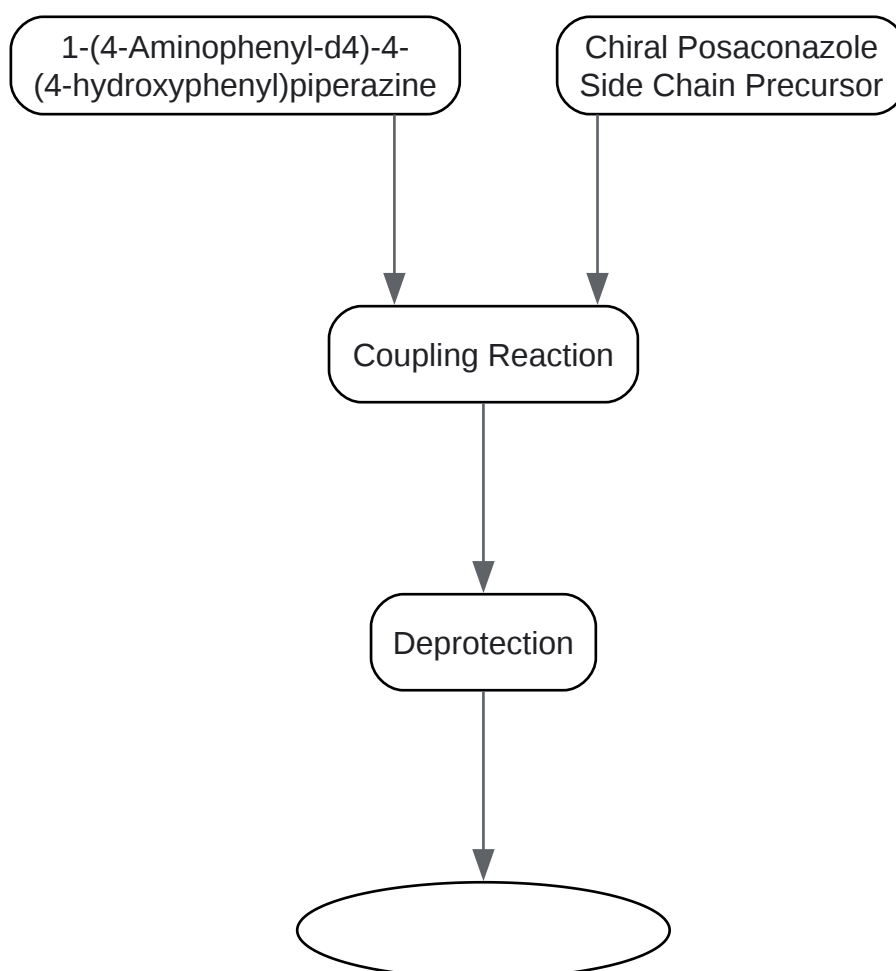 1-(4-Aminophenyl-d4)-4-
(4-hydroxyphenyl)piperazine
Chiral Posaconazole
Side Chain Precursor
Coupling Reaction
Deprotection